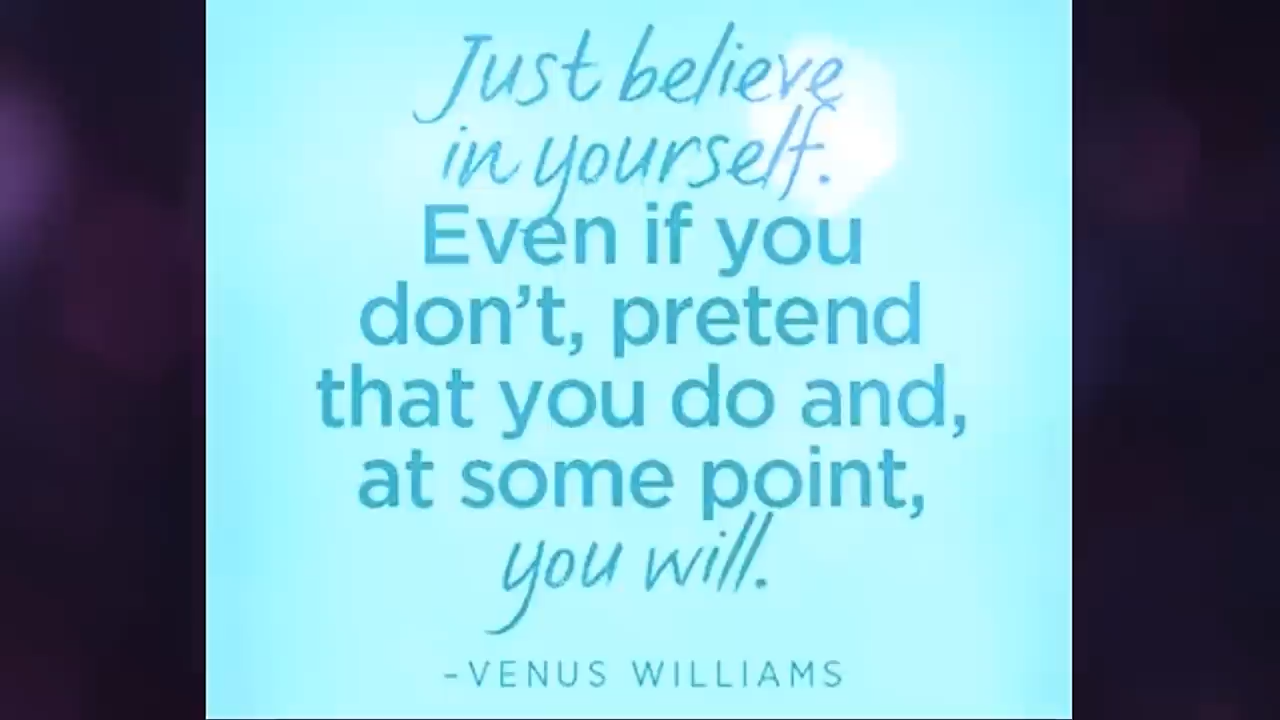 Just believe
in yourself.
Even if you
don't, pretend
that you do and,
at some point,
you will.
-VENUS WILLIAMS